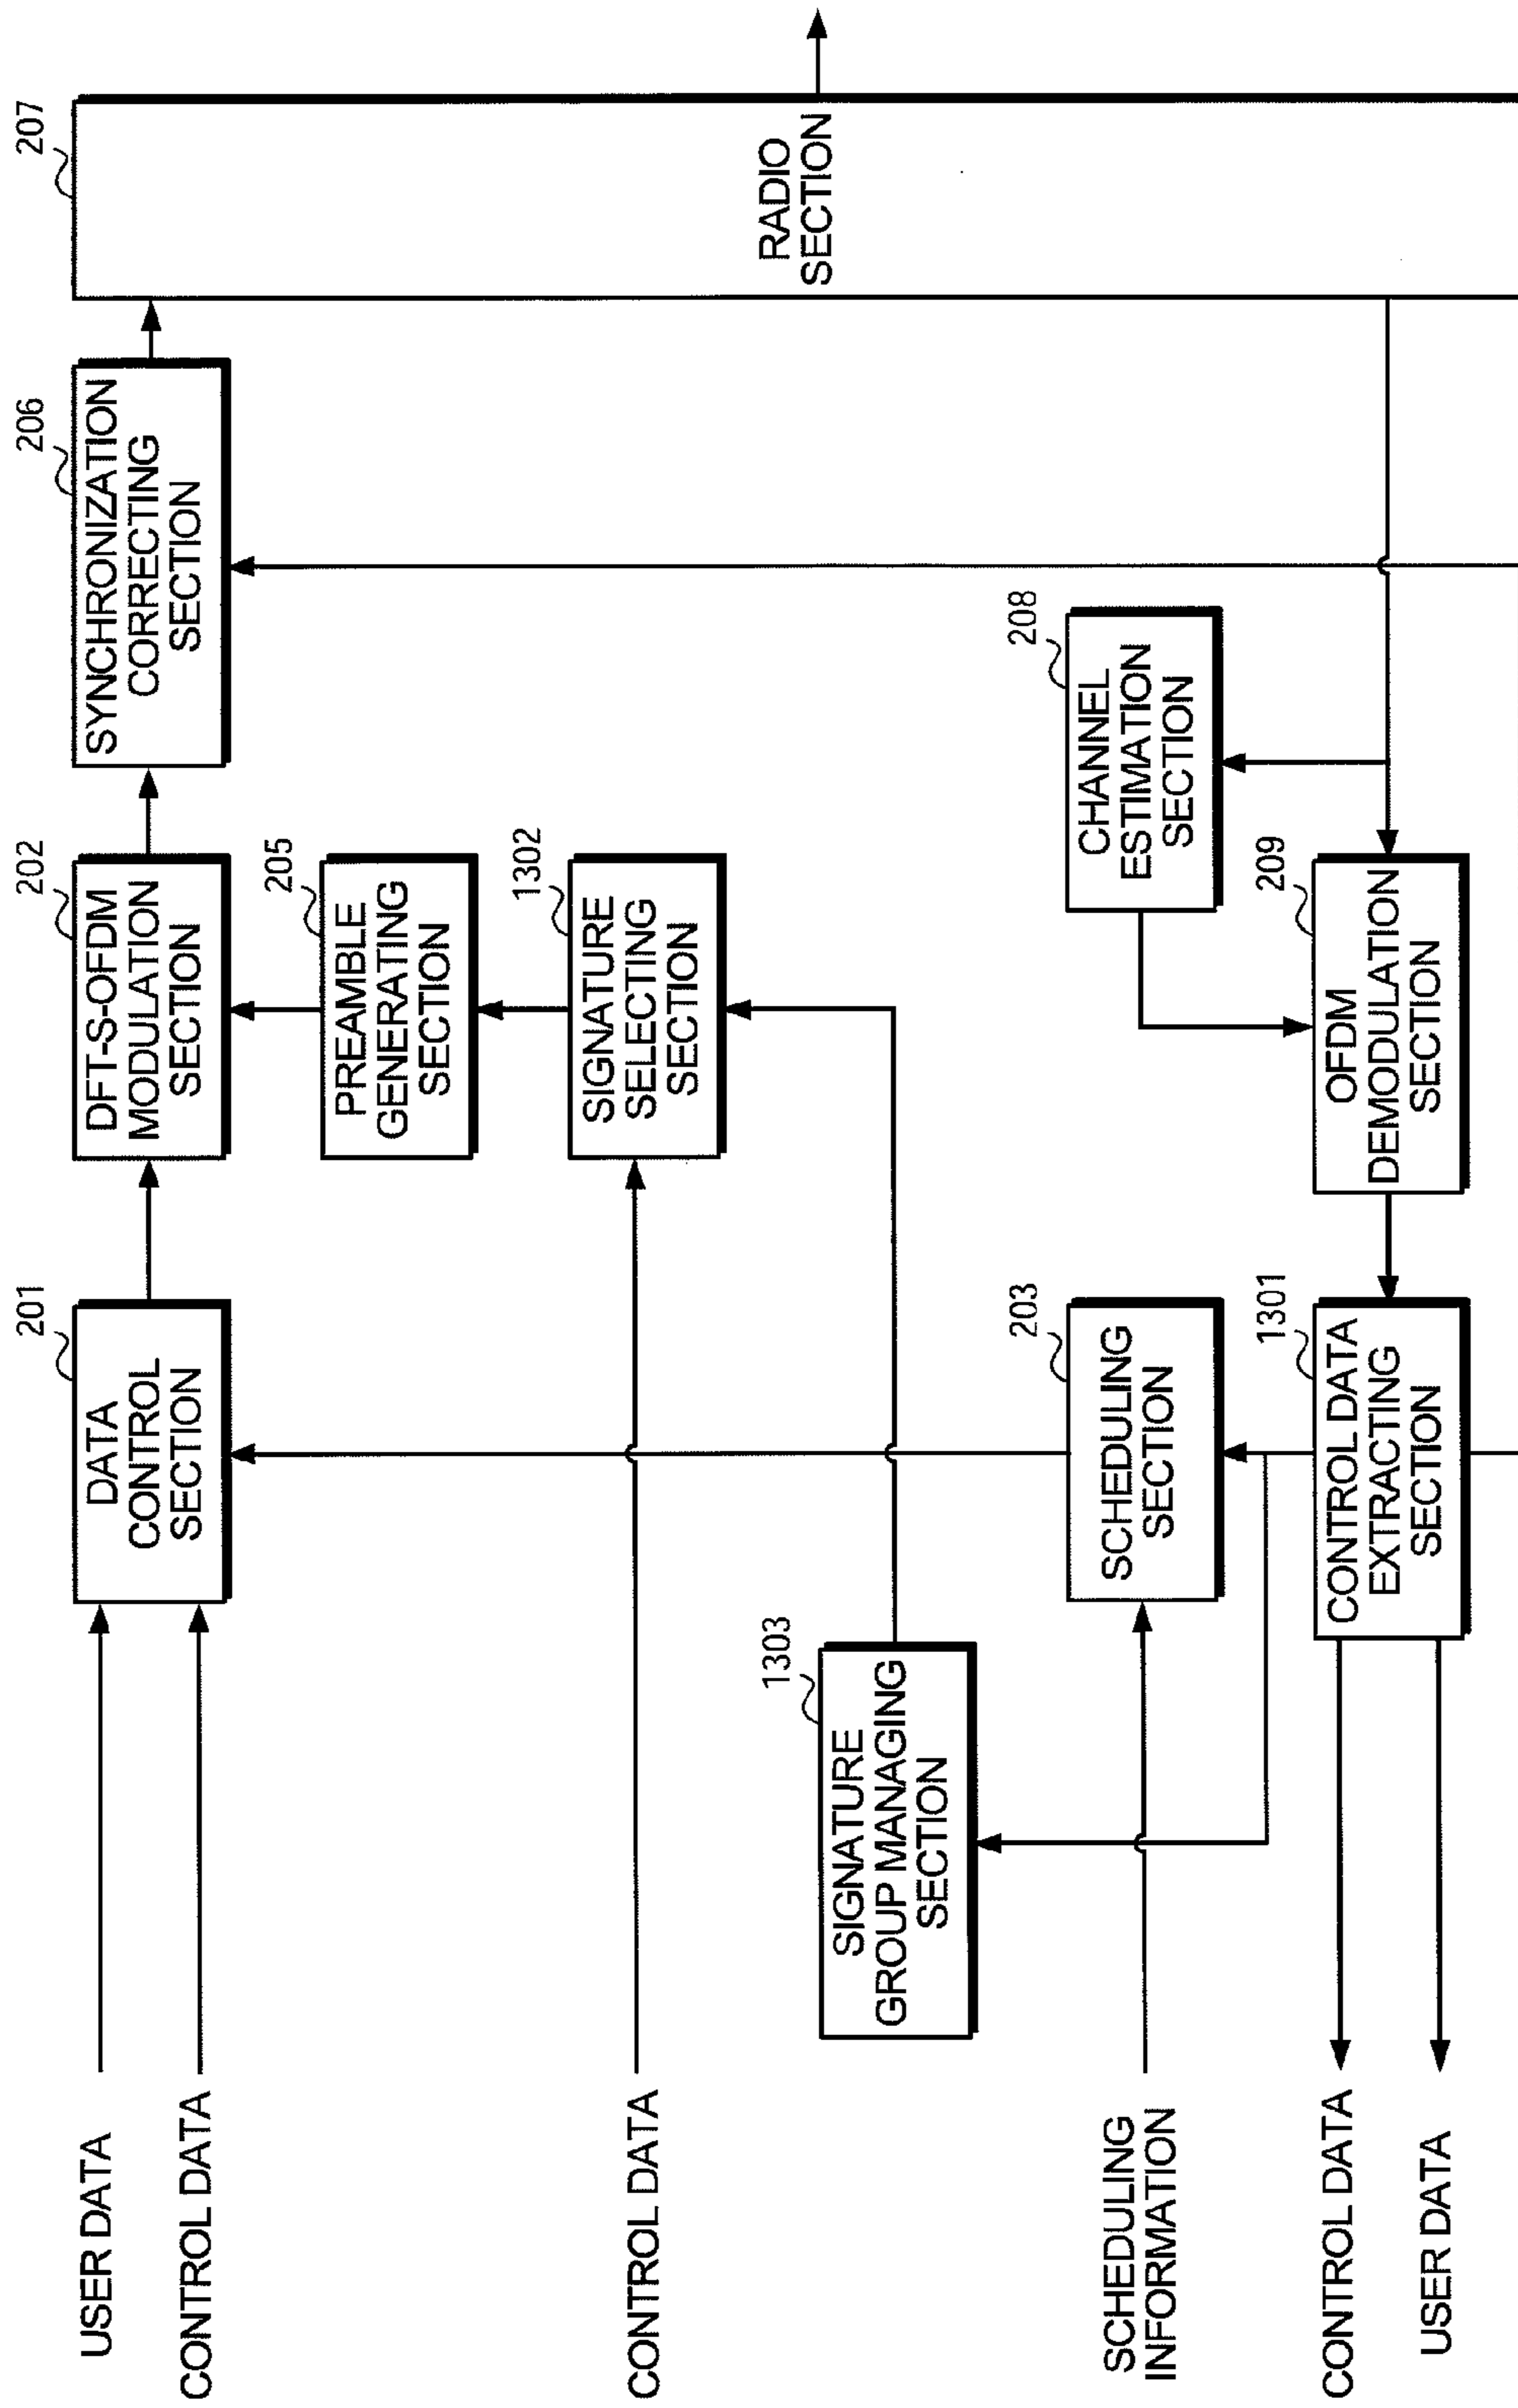 USER DATA
CONTROL DATA
201
DATA
CONTROL
SECTION
202
DFT-S-OFDM
MODULATION
SECTION
206
SYNCHRONIZATION
CORRECTING
SECTION
207
RADIO
SECTION
205
PREAMBLE
GENERATING
SECTION
CONTROL DATA
1302
SIGNATURE
SELECTING
SECTION
1303
SIGNATURE
GROUP MANAGING
SECTION
SCHEDULING
INFORMATION
203
SCHEDULING
SECTION
208
CHANNEL
ESTIMATION
SECTION
CONTROL DATA
USER DATA
1301
CONTROL DATA
EXTRACTING
SECTION
209
OFDM
DEMODULATION
SECTION